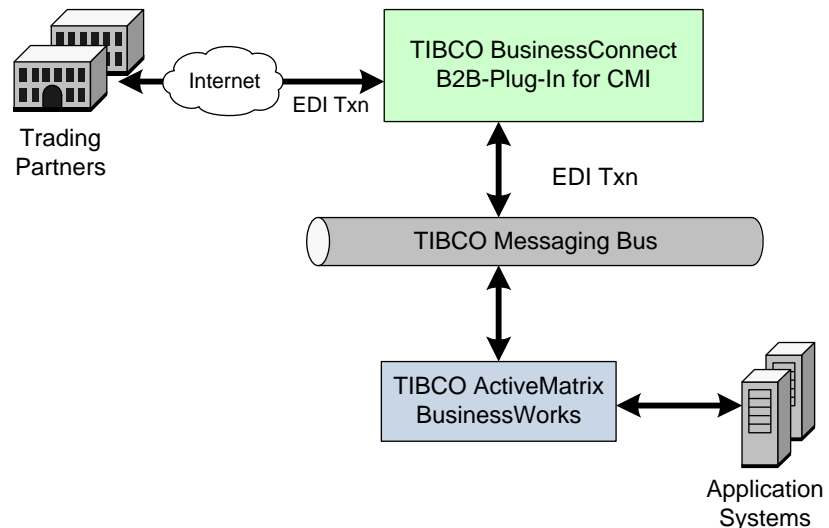 TIBCO BusinessConnect
B2B-Plug-In for CMI
Internet
EDI Txn
Trading
Partners
EDI Txn
TIBCO Messaging Bus
TIBCO ActiveMatrix
BusinessWorks
Application
Systems